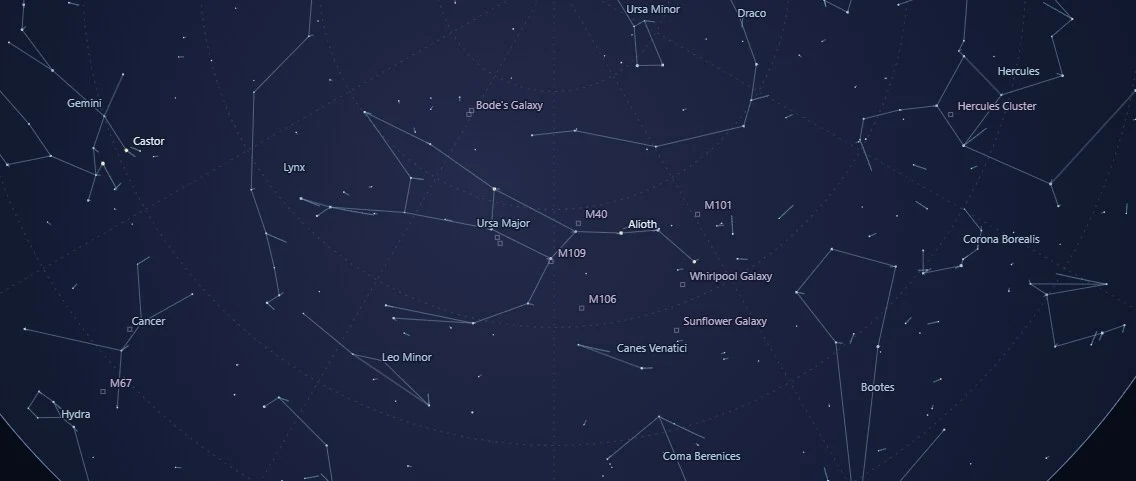 Ursa Minor
Draco
Hercules
Gemini
Bode's Galaxy
Hercules Cluster
Castor
Lynx
M101
M40
Ursa Major
Alioth
Corona Borealis
M109
Whirlpool Galaxy
M106
Cancer
Sunflower Galaxy
Canes Venatici
Leo Minor
M67
Bootes
Hydra
Coma Berenices